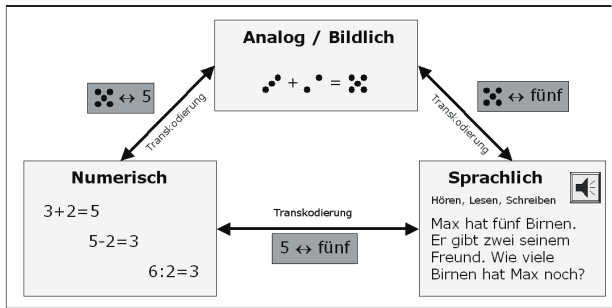 Analog / Bildlich
+ =
↔ 5
↔ fünf
Transkodierung
Transkodierung
Numerisch
3+2=5
5-2=3
6:2=3
Transkodierung
5 ↔ fünf
Sprachlich
Hören, Lesen, Schreiben
Max hat fünf Birnen.
Er gibt zwei seinem
Freund. Wie viele
Birnen hat Max noch?